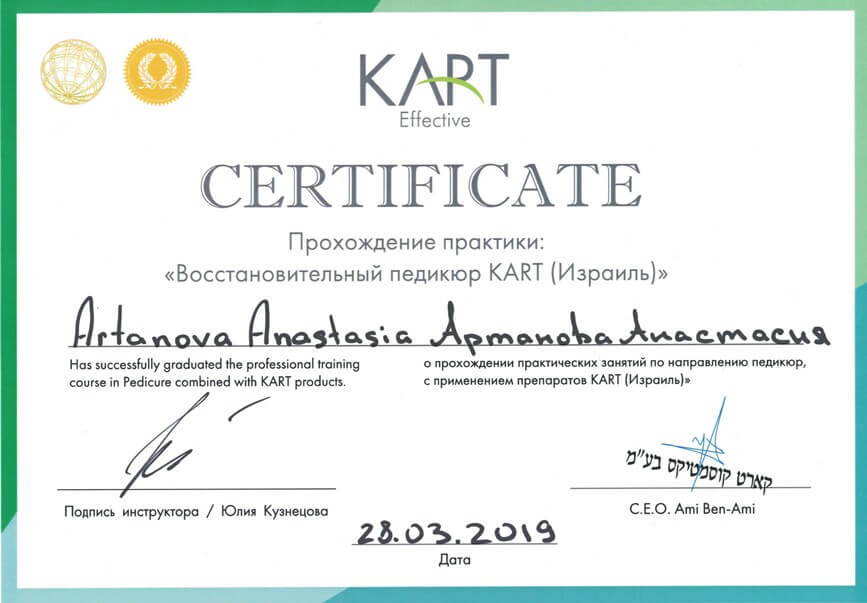 KART
Effective
CERTIFICATE
Прохождение практики:
«Восстановительный педикюр KART (Израиль)»
Artanova Anastasia Артанова Анастасия
Has successfully graduated the professional training
course in Pedicure combined with KART products.
о прохождении практических занятий по направлению педикюр,
с применением препаратов KART (Израиль)»
קארט קוסמטיקס בע"מ
Подпись инструктора / Юлия Кузнецова
C.E.O. Ami Ben-Ami
28.03.2019
Дата